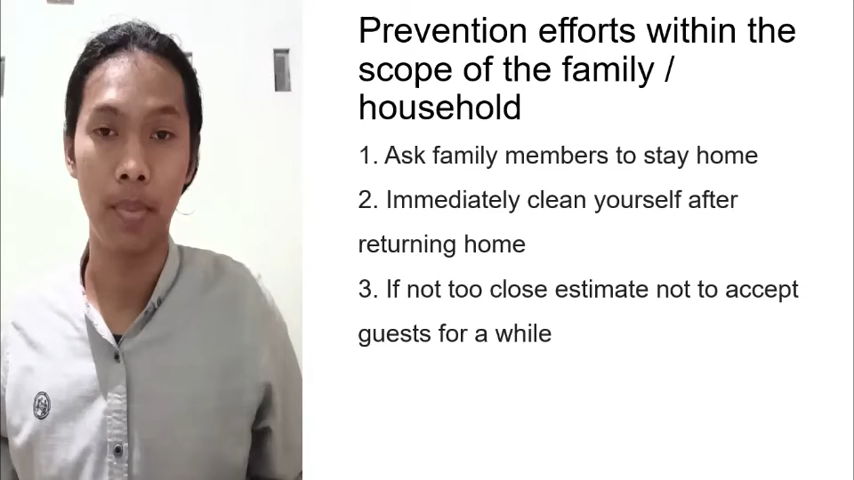 Prevention efforts within the
scope of the family /
household
1. Ask family members to stay home
2. Immediately clean yourself after
returning home
3. If not too close estimate not to accept
guests for a while